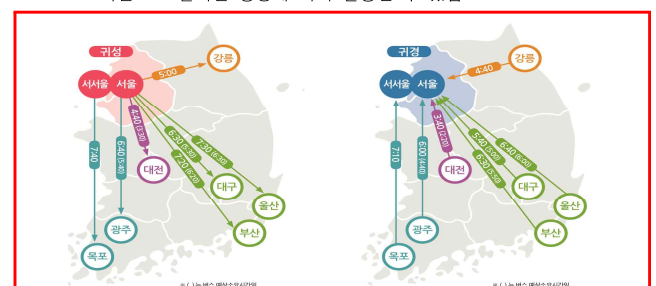 귀성
강릉
5:00
서서울
서울
4:40 (3:30)
7:30 (6:30)
6:30 (5:30)
7:20 (6:20)
6:40 (5:40)
7:40
대전
대구
울산
부산
광주
목포
귀경
강릉
4:40
서서울
서울
3:40 (2:20)
6:40 (6:00)
5:40 (5:00)
6:30 (5:50)
6:00 (4:40)
7:10
대전
대구
울산
부산
광주
목포